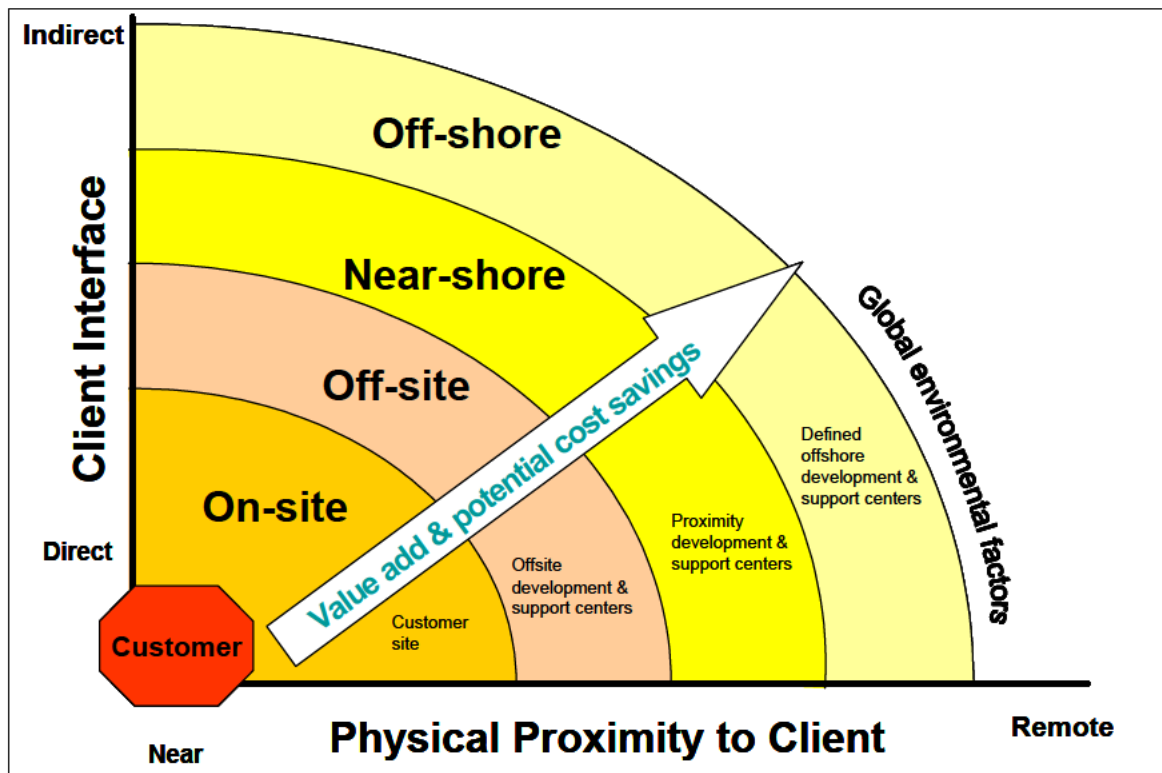 Indirect
Off-shore
Client Interface
Near-shore
Global environmental factors
Off-site
Value add & potential cost savings
Defined
offshore
development &
support centers
On-site
Proximity
development &
support centers
Direct
Offsite
development &
support centers
Customer
site
Customer
Near
Physical Proximity to Client
Remote